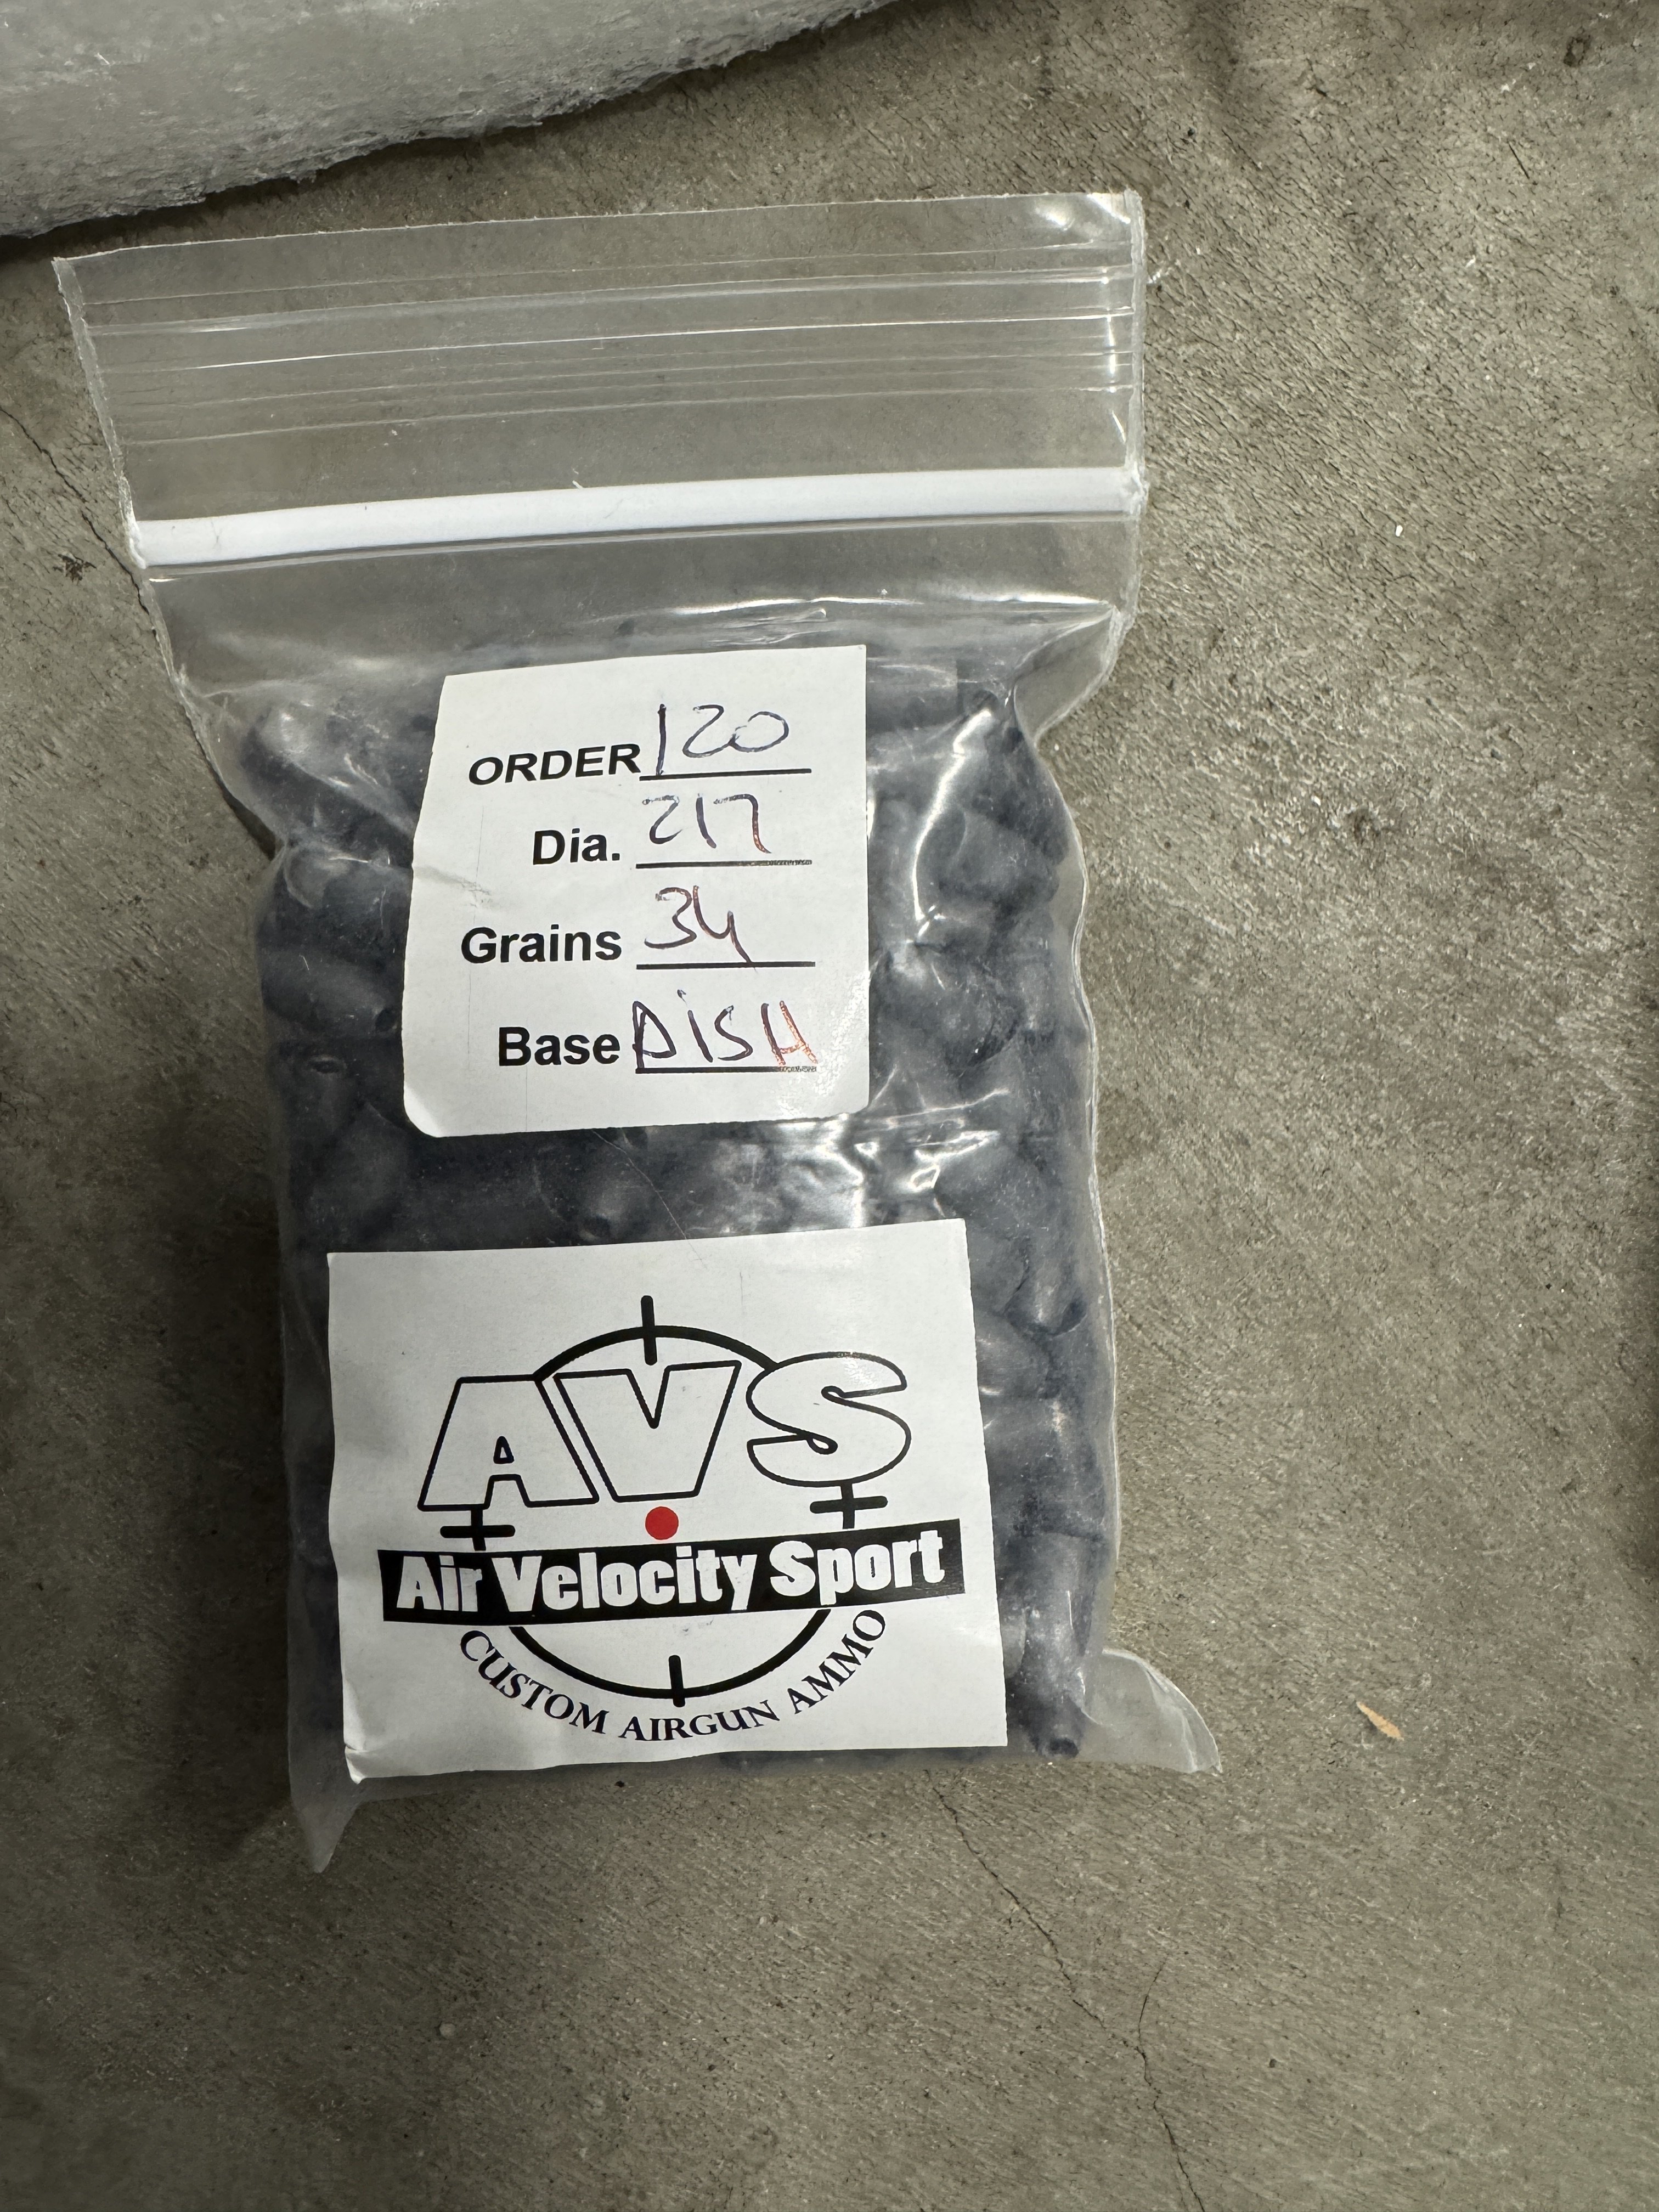 ORDER 120
Dia. 217
Grains 34
Base DISH
AVS
Air Velocity Sport
CUSTOM AIRGUN AMMO